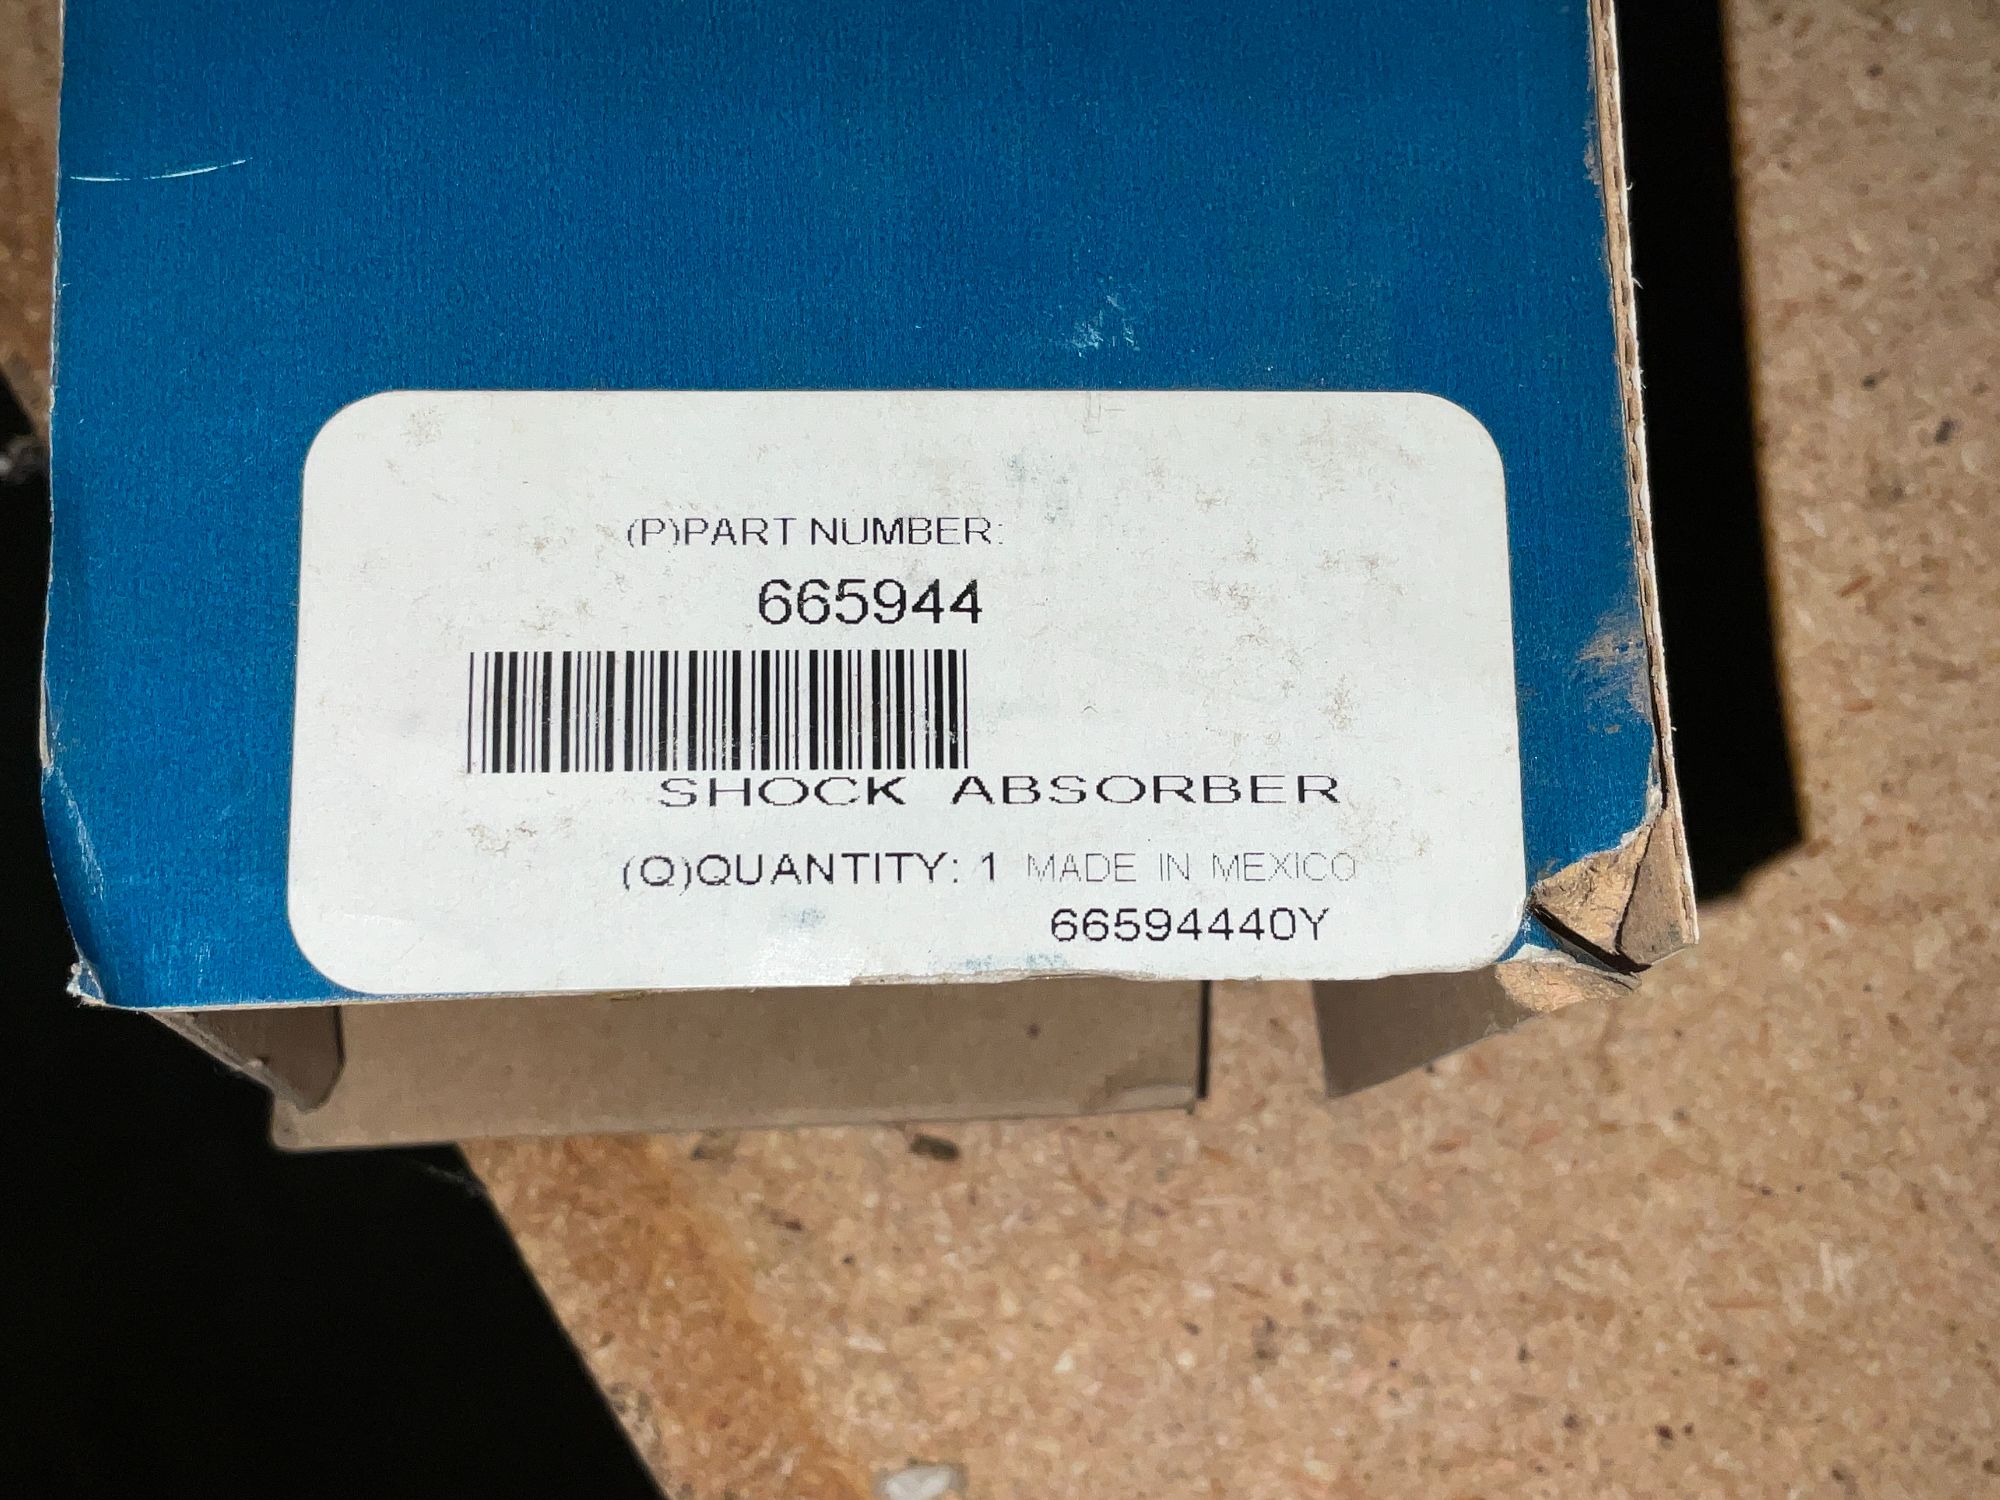 (P)PART NUMBER:
665944
SHOCK ABSORBER
(Q)QUANTITY: 1 MADE IN MEXICO
66594440Y